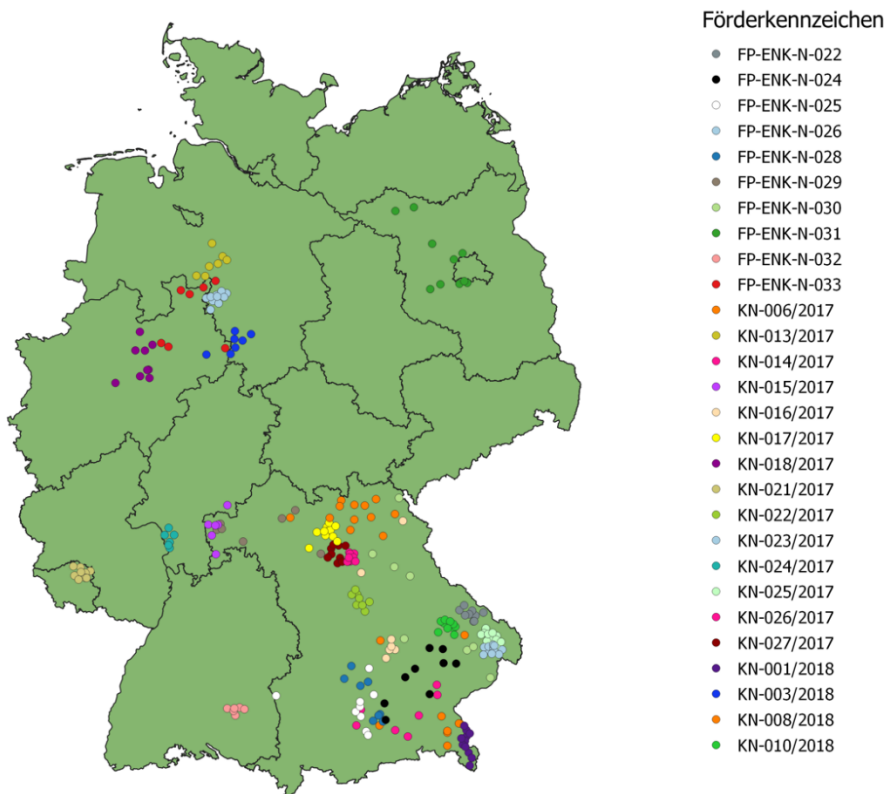 Förderkennzeichen
FP-ENK-N-022
FP-ENK-N-024
FP-ENK-N-025
FP-ENK-N-026
FP-ENK-N-028
FP-ENK-N-029
FP-ENK-N-030
FP-ENK-N-031
FP-ENK-N-032
FP-ENK-N-033
KN-006/2017
KN-013/2017
KN-014/2017
KN-015/2017
KN-016/2017
KN-017/2017
KN-018/2017
KN-021/2017
KN-022/2017
KN-023/2017
KN-024/2017
KN-025/2017
KN-026/2017
KN-027/2017
KN-001/2018
KN-003/2018
KN-008/2018
KN-010/2018